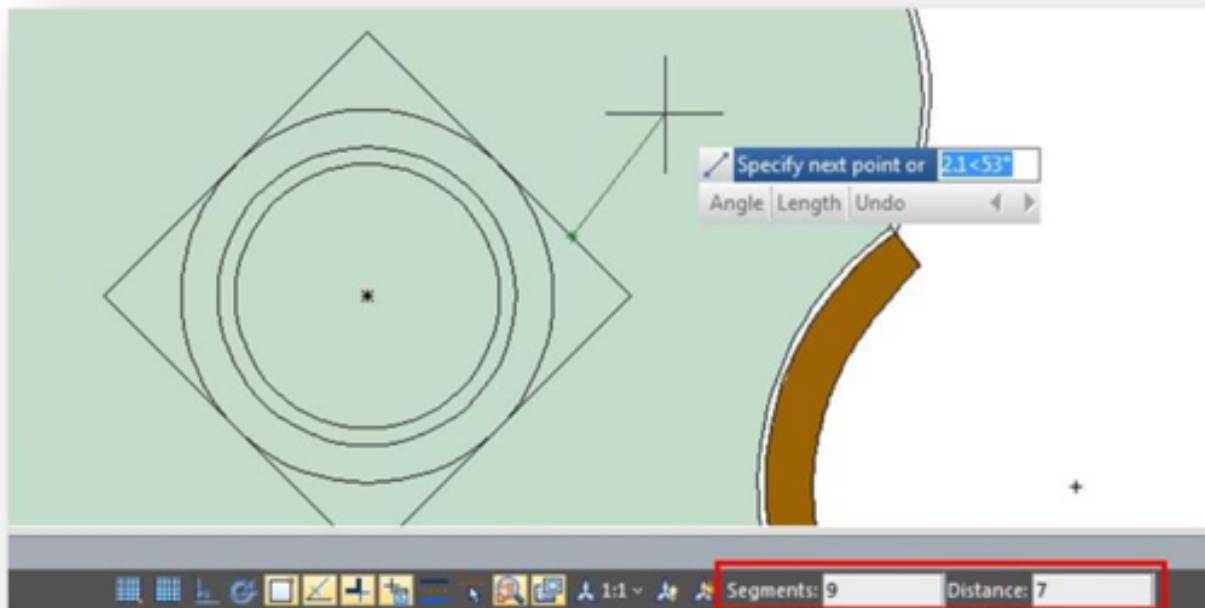 Specify next point or 2.1<53°
Angle Length Undo
1:1 Segments: 9 Distance: 7